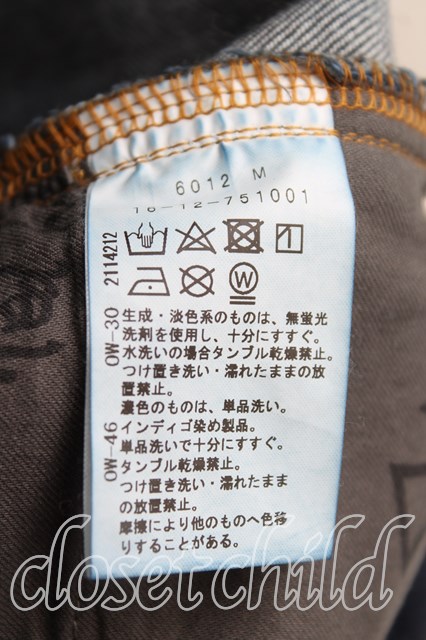 6012 M
16-12-751001
W
0W-30 2114212
生成・淡色系のものは、無蛍光
洗剤を使用し、十分にすすぐ。
水洗いの場合タンブル乾燥禁止。
つけ置き洗い・濡れたままの放
置禁止。
0W-46
濃色のものは、単品洗い。
インディゴ染め製品。
単品洗いで十分にすすぐ。
タンブル乾燥禁止。
つけ置き洗い・濡れたまま
の放置禁止。
摩擦により他のものへ色移
りすることがある。
closet child